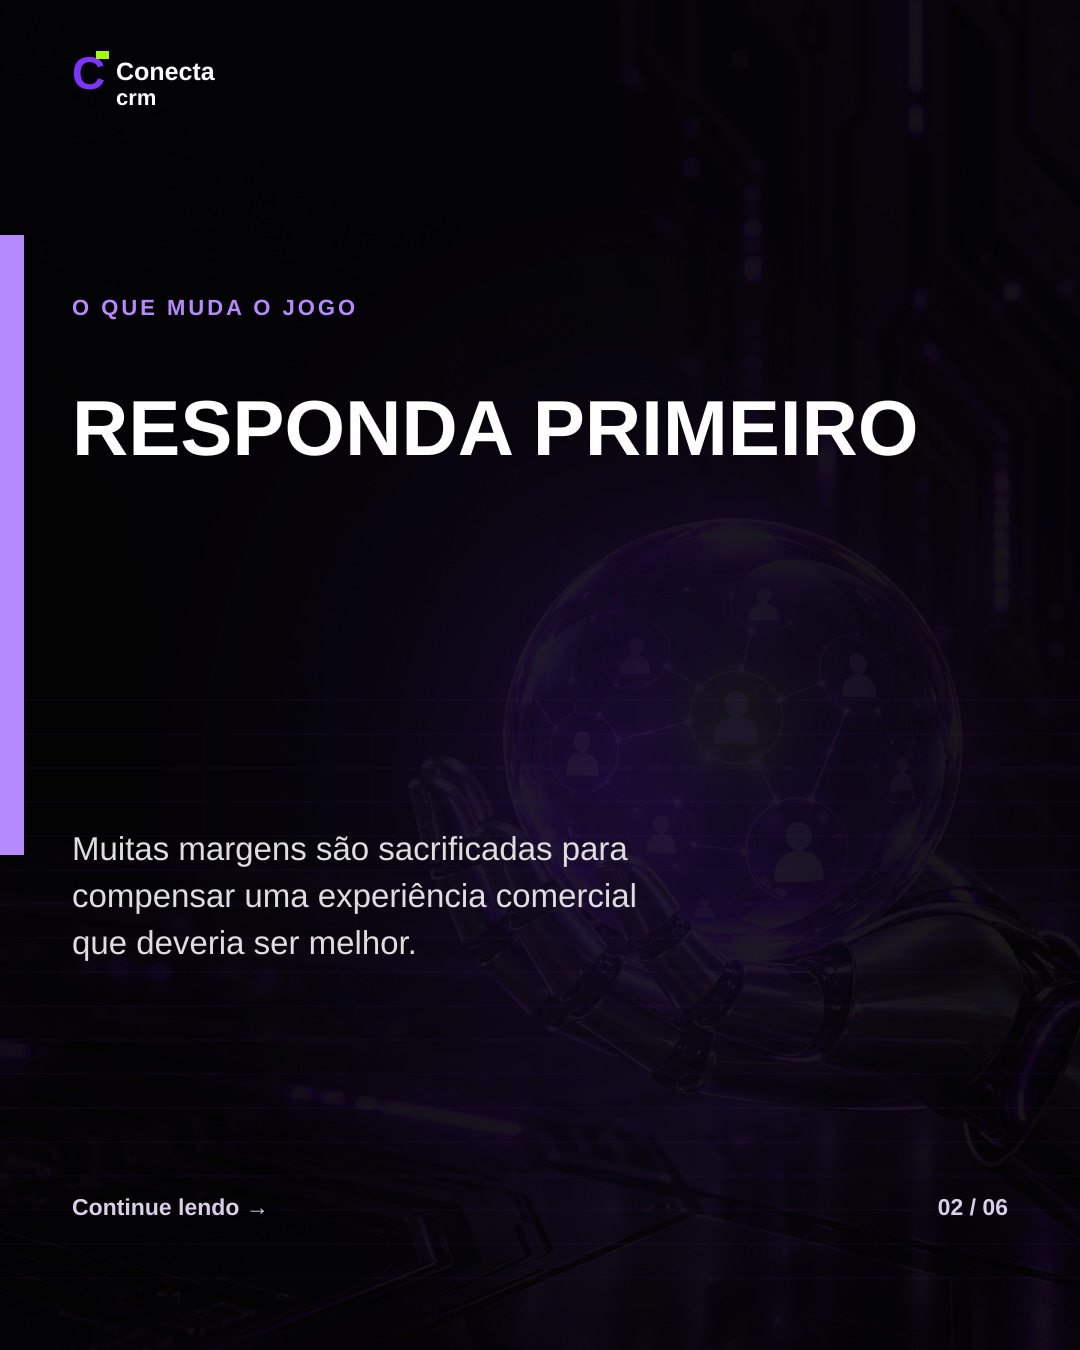 Conecta
crm
O QUE MUDA O JOGO
RESPONDA PRIMEIRO
Muitas margens são sacrificadas para
compensar uma experiência comercial
que deveria ser melhor.
Continue lendo →
02 / 06